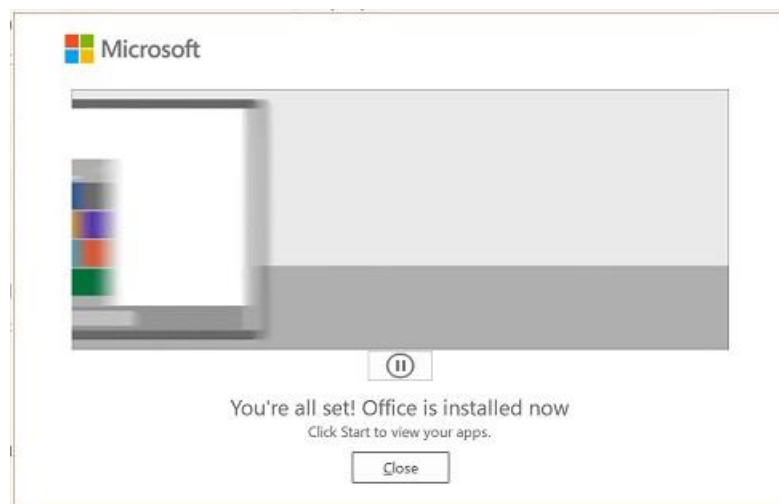 Microsoft
You're all set! Office is installed now
Click Start to view your apps.
Close